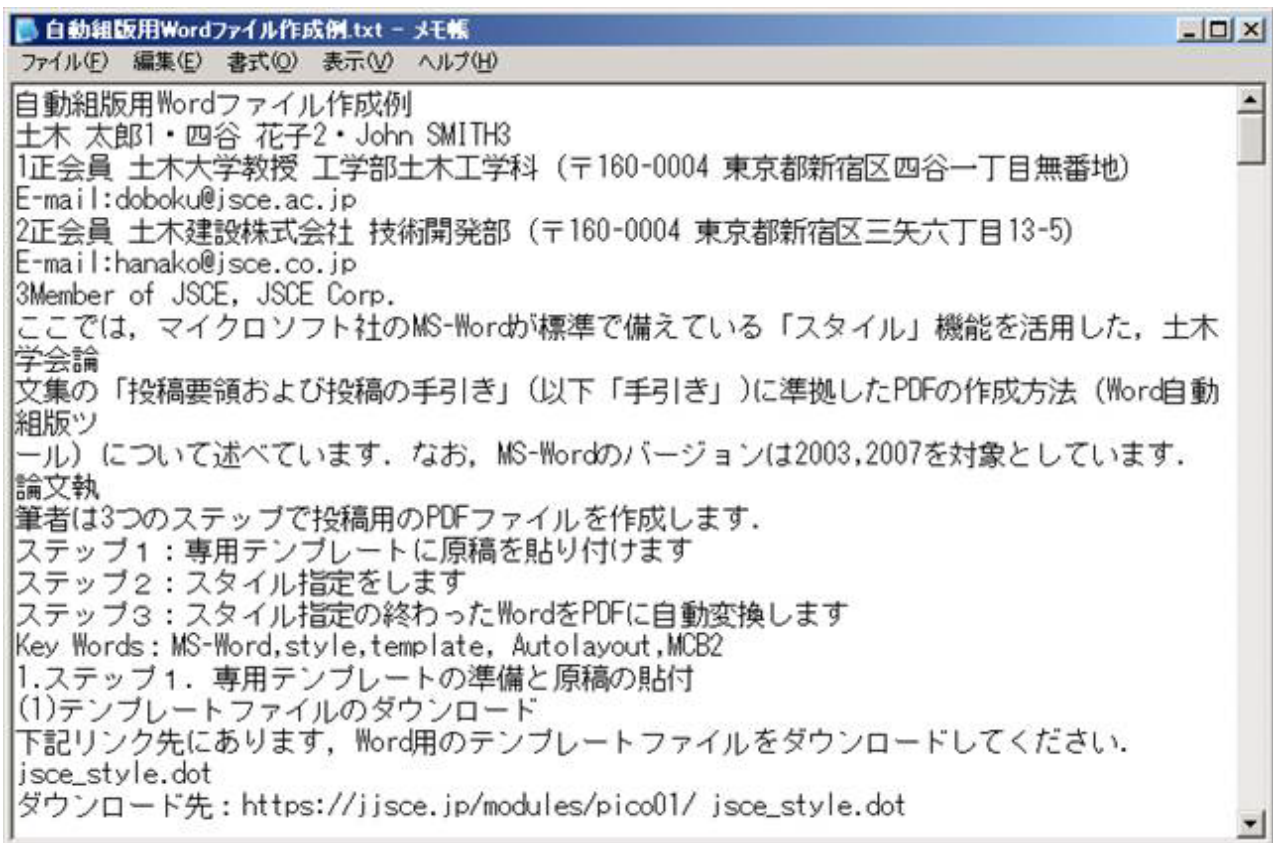 自動組版用Wordファイル作成例.txt - メモ帳
ファイル(F) 編集(E) 書式(O) 表示(V) ヘルプ(H)
自動組版用Wordファイル作成例
土木 太郎1・四谷 花子2・John SMITH3
1正会員 土木大学教授 工学部土木工学科（〒160-0004 東京都新宿区四谷一丁目無番地）
E-mail:doboku@jsce.ac.jp
2正会員 土木建設株式会社 技術開発部（〒160-0004 東京都新宿区三矢六丁目13-5)
E-mail:hanako@jsce.co.jp
3Member of JSCE, JSCE Corp.
ここでは，マイクロソフト社のMS-Wordが標準で備えている「スタイル」機能を活用した，土木
学会論
文集の「投稿要領および投稿の手引き」(以下「手引き」)に準拠したPDFの作成方法（Word自動
組版ツ
ール）について述べています．なお，MS-Wordのバージョンは2003,2007を対象としています．
論文執
筆者は3つのステップで投稿用のPDFファイルを作成します．
ステップ１：専用テンプレートに原稿を貼り付けます
ステップ２：スタイル指定をします
ステップ３：スタイル指定の終わったWordをPDFに自動変換します
Key Words: MS-Word,style,template, Autolayout,MCB2
1.ステップ１．専用テンプレートの準備と原稿の貼付
(1)テンプレートファイルのダウンロード
下記リンク先にあります，Word用のテンプレートファイルをダウンロードしてください．
jsce_style.dot
ダウンロード先：https://jjsce.jp/modules/pico01/ jsce_style.dot